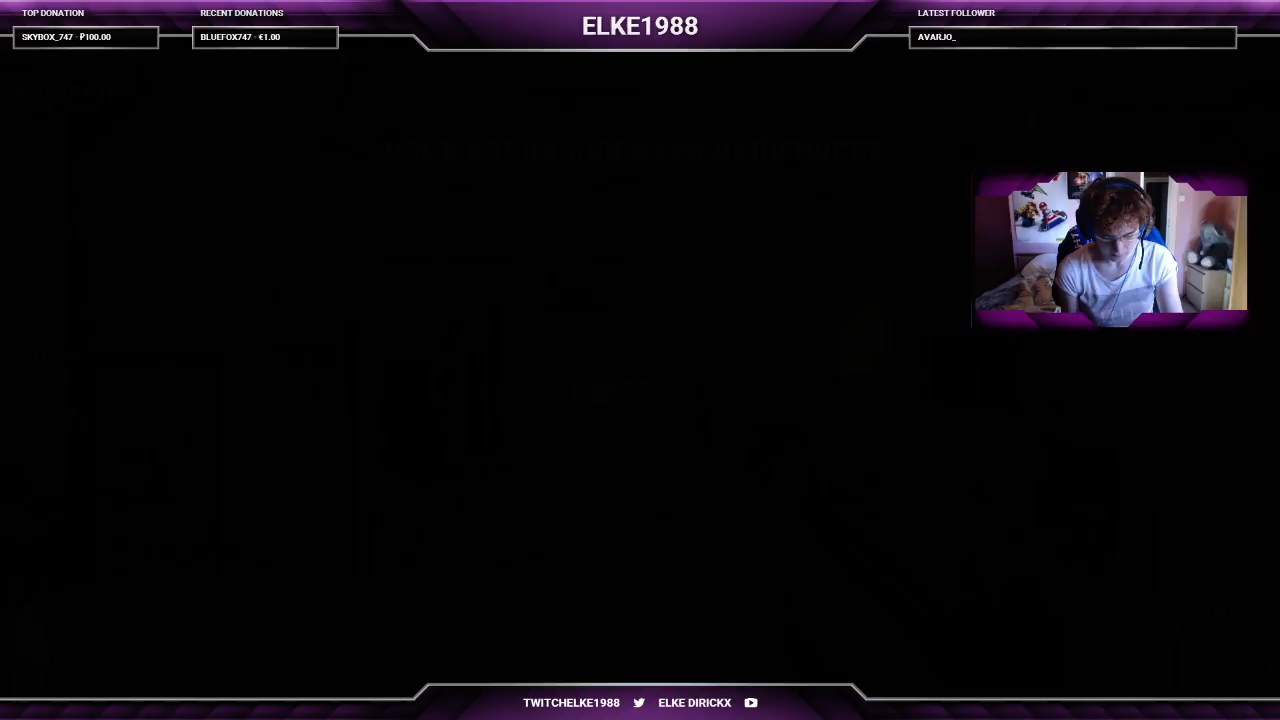 TOP DONATION
RECENT DONATIONS
ELKE1988
LATEST FOLLOWER
SKYBOX_747 - ₽100.00
BLUEFOX747 - €1.00
AVARJO_
TWITCHELKE1988
ELKE DIRICKX